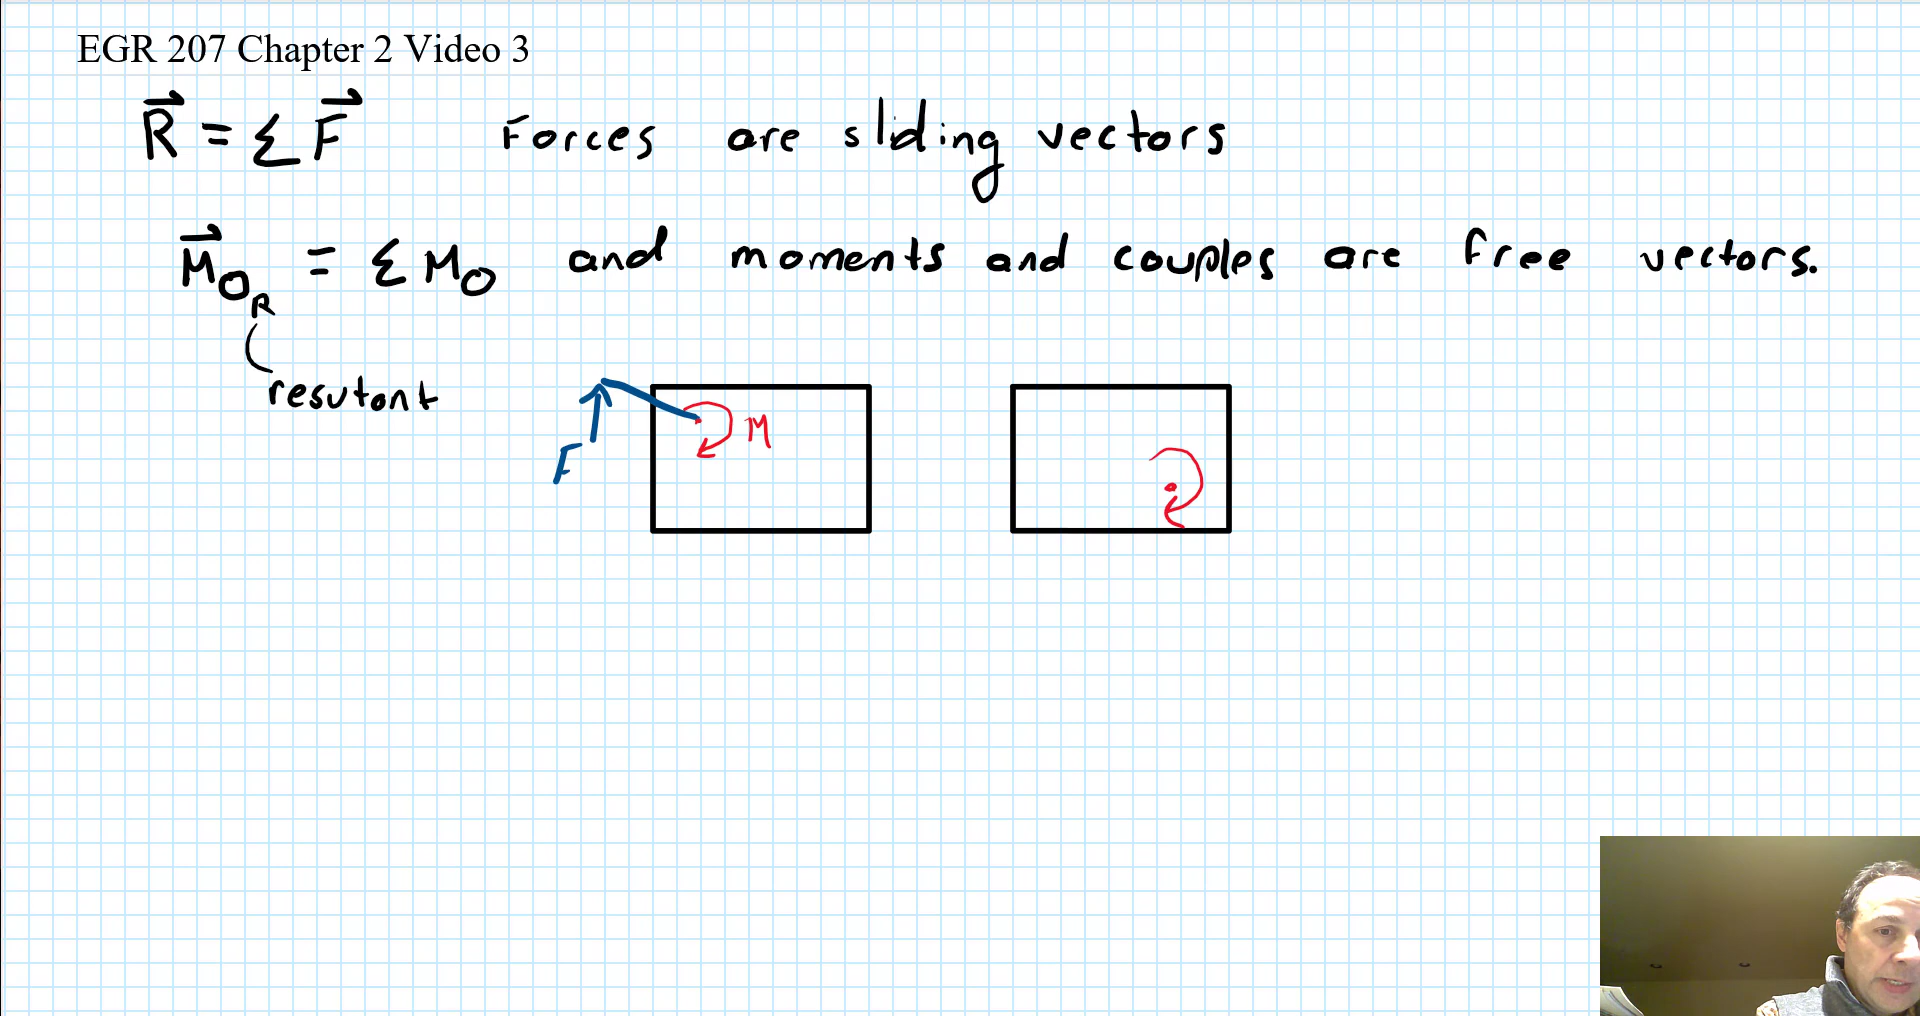 EGR 207 Chapter 2 Video 3
R⃗ = Σ F⃗ Forces are sliding vectors
M⃗_O_R = Σ M_O and moments and couples are free vectors.
resutant
F
M